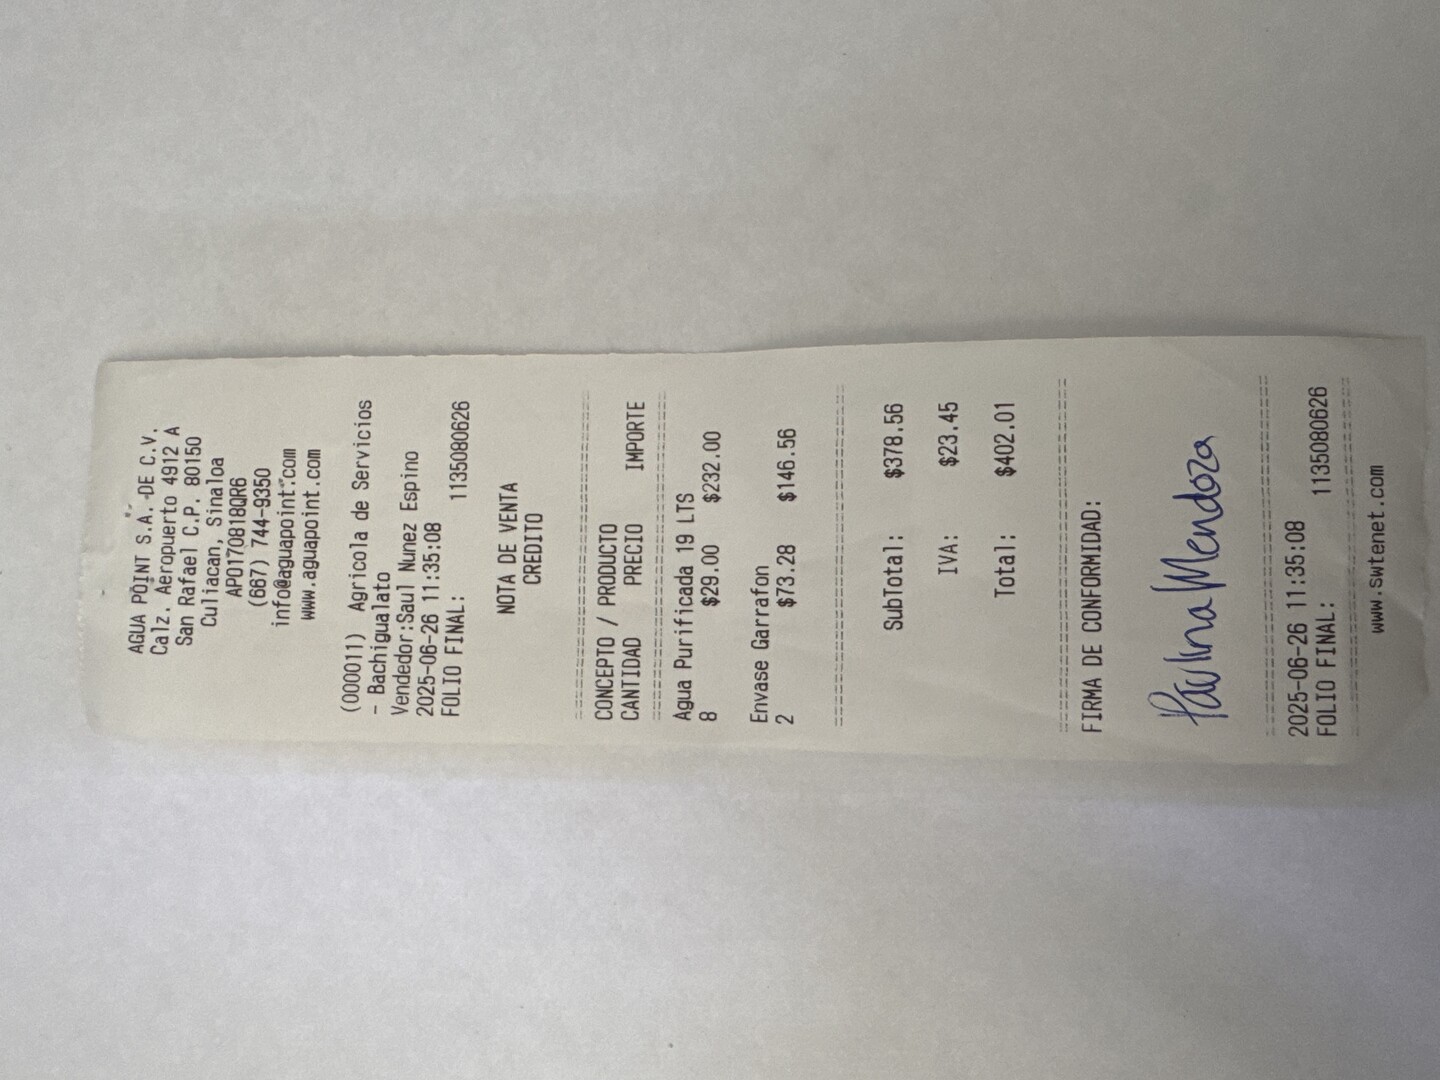 AGUA POINT S.A. DE C.V.
Calz. Aeropuerto 4912 A
San Rafael C.P. 80150
Culiacan, Sinaloa
APO170818QR6
(667) 744-9350
info@aguapoint.com
www.aguapoint.com
(000011) Agricola de Servicios
- Bachigualato
Vendedor:Saul Nunez Espino
2025-06-26 11:35:08
FOLIO FINAL: 1135080626
NOTA DE VENTA
CREDITO
CONCEPTO / PRODUCTO
CANTIDAD PRECIO IMPORTE
Agua Purificada 19 LTS
8 $29.00 $232.00
Envase Garrafon
2 $73.28 $146.56
SubTotal: $378.56
IVA: $23.45
Total: $402.01
FIRMA DE CONFORMIDAD:
Paulina Mendoza
2025-06-26 11:35:08
FOLIO FINAL: 1135080626
www.swtenet.com